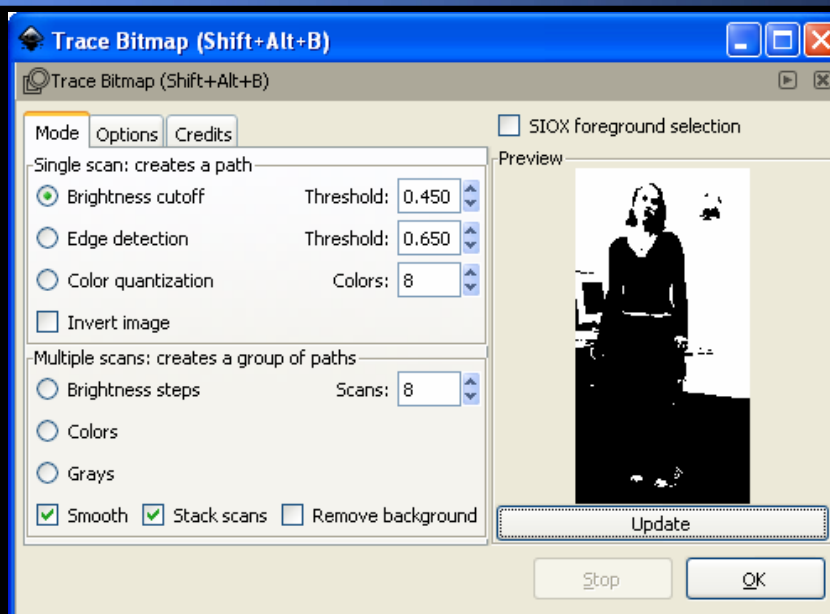 Trace Bitmap (Shift+Alt+B)
Trace Bitmap (Shift+Alt+B)
Mode Options Credits
SIOX foreground selection
Single scan: creates a path
Preview
Brightness cutoff Threshold: 0.450
Edge detection Threshold: 0.650
Color quantization Colors: 8
Invert image
Multiple scans: creates a group of paths
Brightness steps Scans: 8
Colors
Grays
Smooth Stack scans Remove background
Update
Stop OK